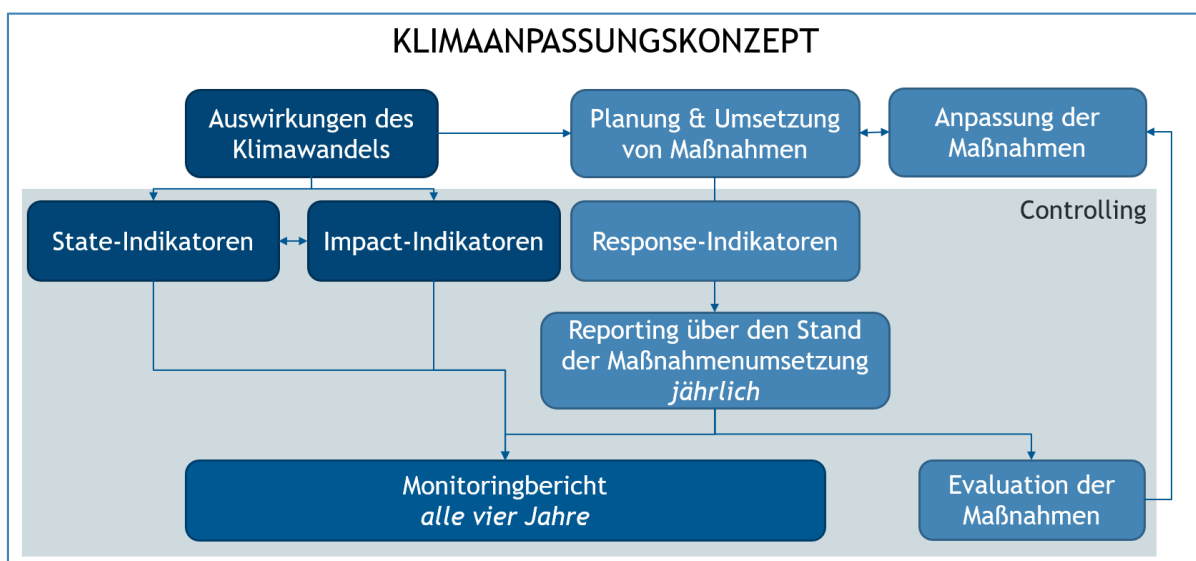 KLIMAANPASSUNGSKONZEPT
Auswirkungen des
Klimawandels
Planung & Umsetzung
von Maßnahmen
Anpassung der
Maßnahmen
Controlling
State-Indikatoren
Impact-Indikatoren
Response-Indikatoren
Reporting über den Stand
der Maßnahmenumsetzung
jährlich
Monitoringbericht
alle vier Jahre
Evaluation der
Maßnahmen